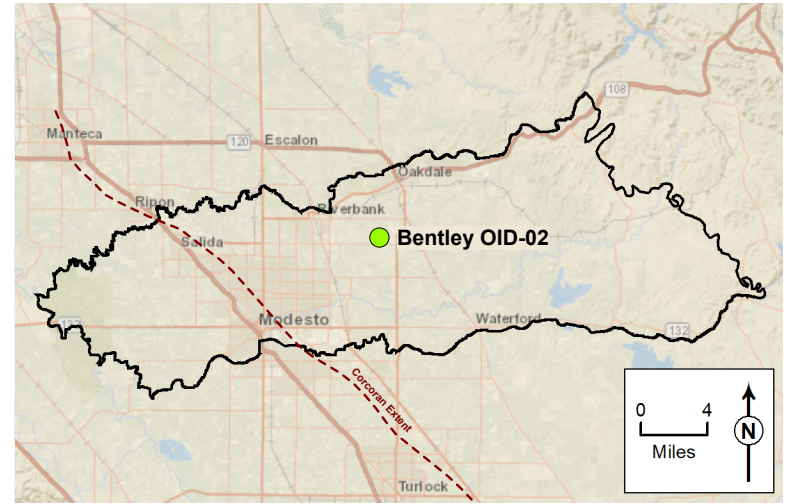 108
Manteca
120
Escalon
Oakdale
Ripon
Riverbank
Salida
Bentley OID-02
132
Modesto
Waterford
132
Corcoran Extent
0 4
Miles
N
Turlock